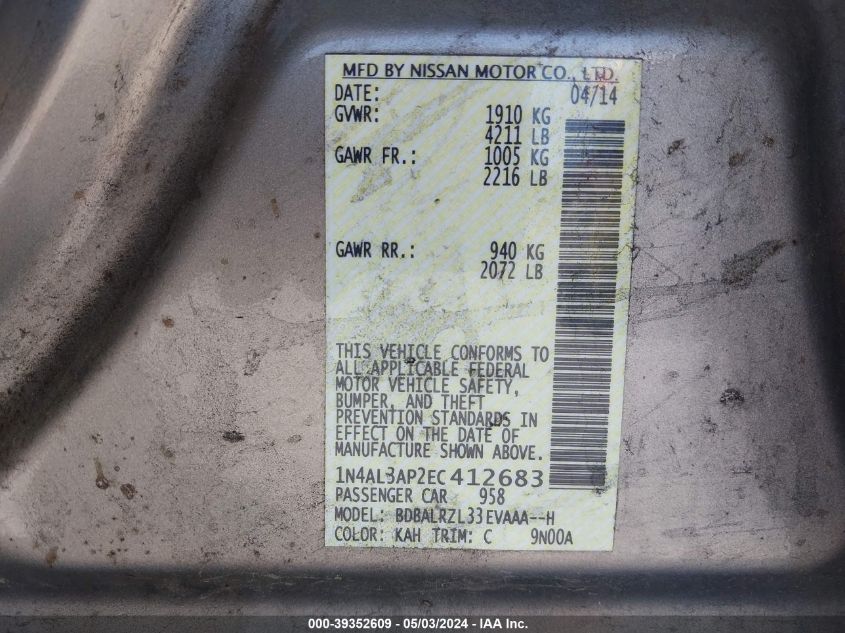 MFD BY NISSAN MOTOR CO., LTD.
DATE: 04/14
GVWR: 1910 KG
4211 LB
GAWR FR.: 1005 KG
2216 LB
GAWR RR.: 940 KG
2072 LB
THIS VEHICLE CONFORMS TO
ALL APPLICABLE FEDERAL
MOTOR VEHICLE SAFETY,
BUMPER, AND THEFT
PREVENTION STANDARDS IN
EFFECT ON THE DATE OF
MANUFACTURE SHOWN ABOVE.
1N4AL3AP2EC412683
PASSENGER CAR 958
MODEL: BDBALRZL33EVAAA--H
COLOR: KAH TRIM: C 9N00A
000-39352609 - 05/03/2024 - IAA Inc.